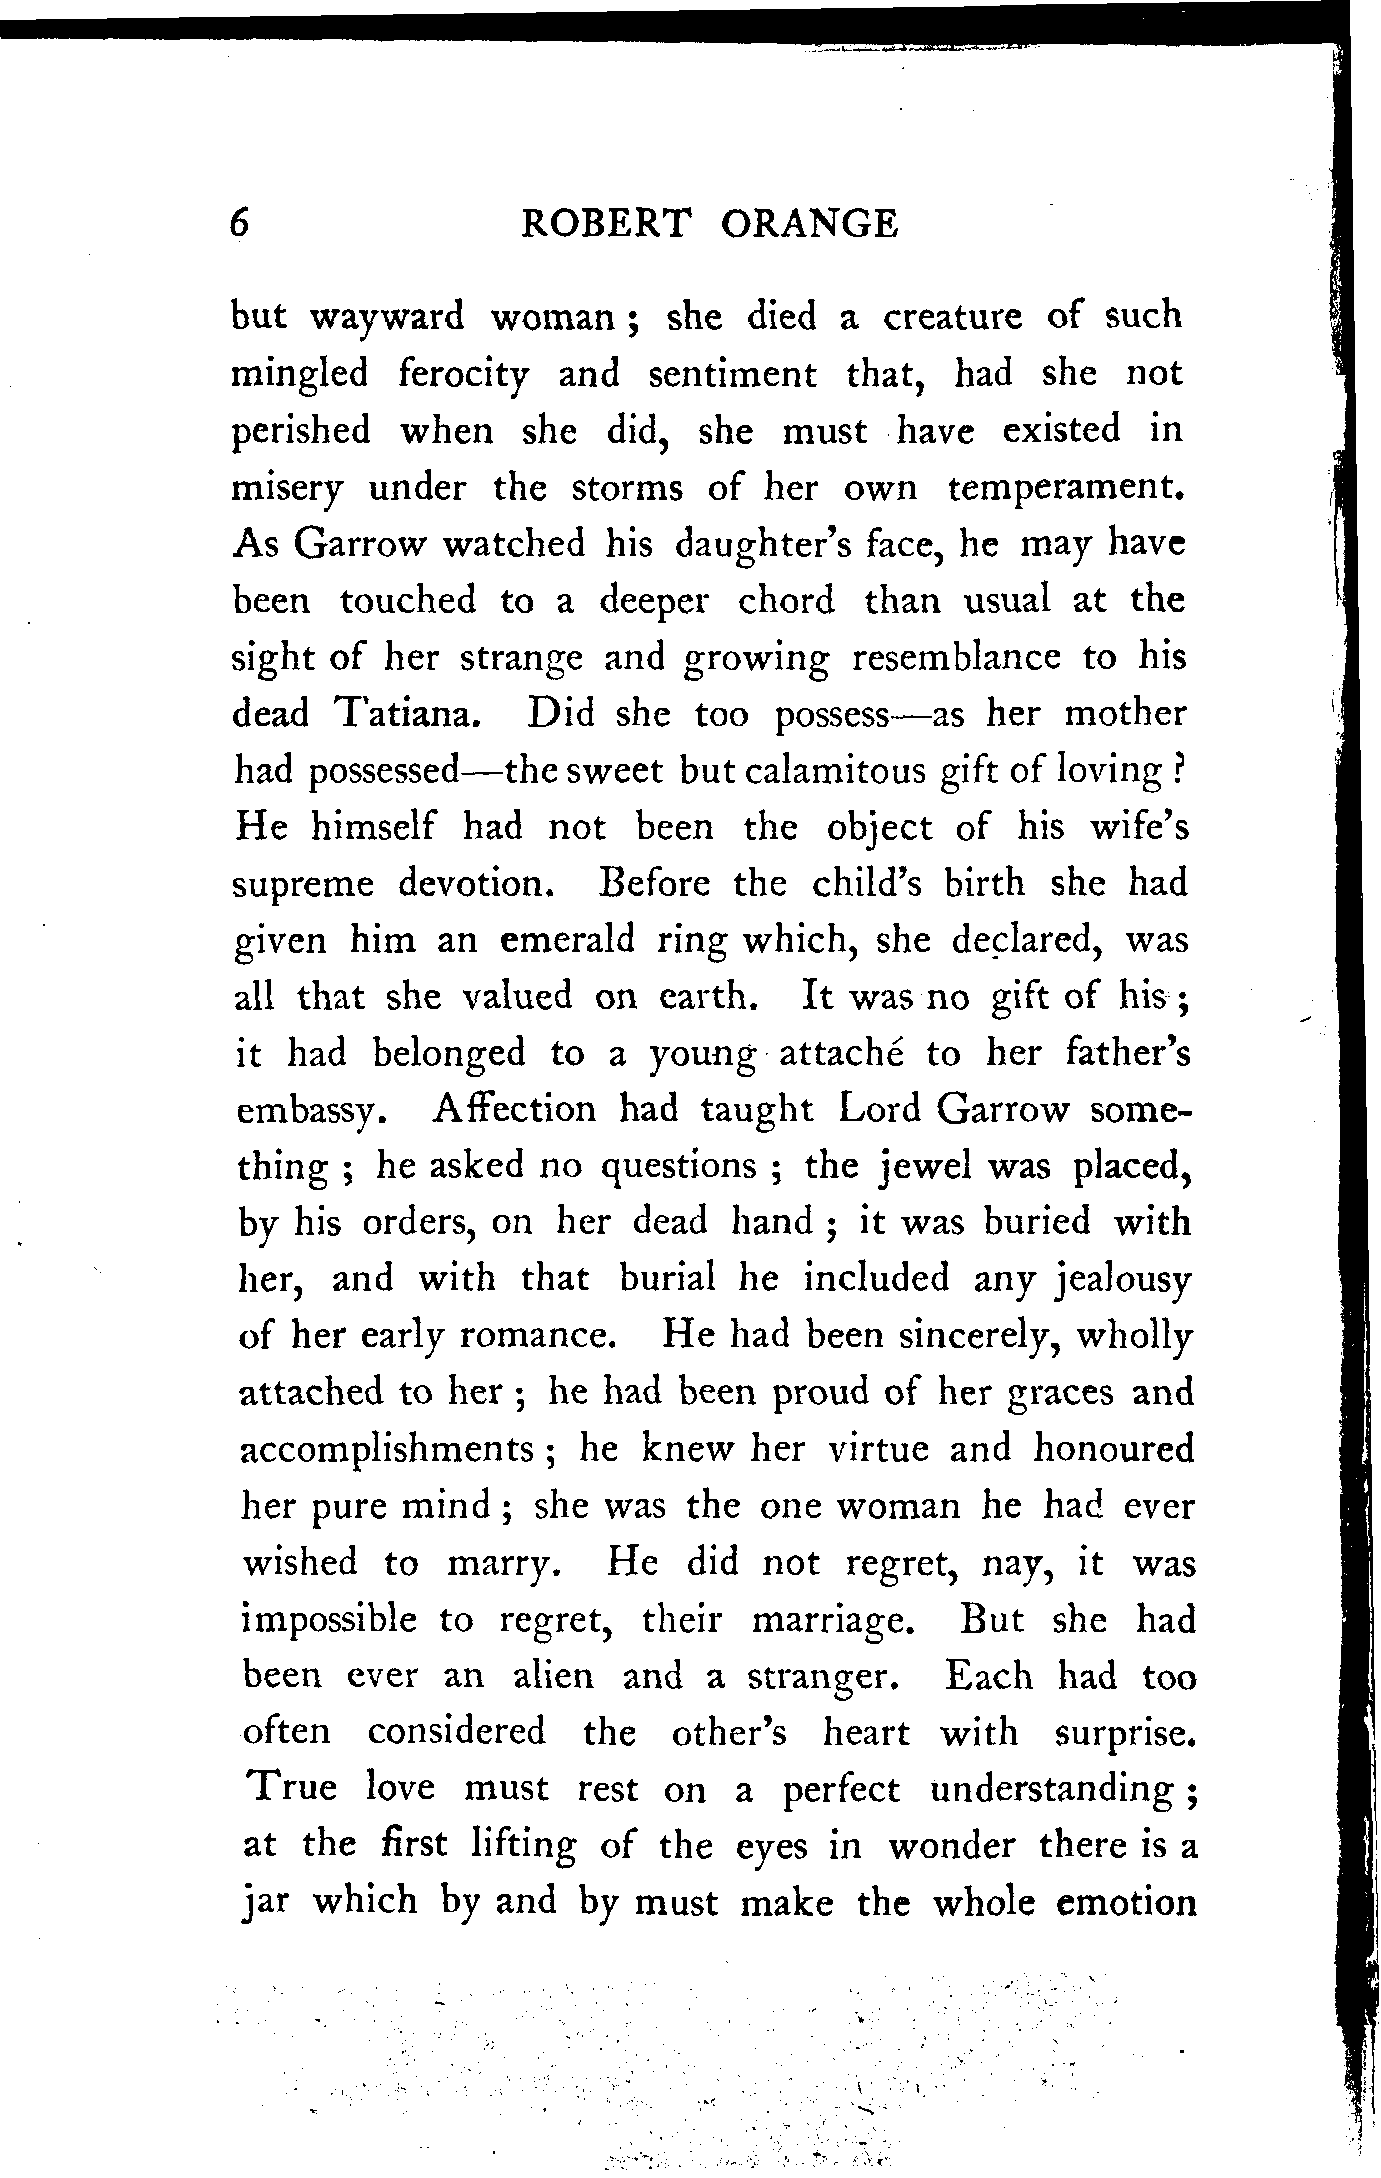 6 ROBERT ORANGE
but wayward woman ; she died a creature of such
mingled ferocity and sentiment that, had she not
perished when she did, she must have existed in
misery under the storms of her own temperament.
As Garrow watched his daughter's face, he may have
been touched to a deeper chord than usual at the
sight of her strange and growing resemblance to his
dead Tatiana. Did she too possess—as her mother
had possessed—the sweet but calamitous gift of loving ?
He himself had not been the object of his wife's
supreme devotion. Before the child's birth she had
given him an emerald ring which, she declared, was
all that she valued on earth. It was no gift of his ;
it had belonged to a young attaché to her father's
embassy. Affection had taught Lord Garrow some-
thing ; he asked no questions ; the jewel was placed,
by his orders, on her dead hand ; it was buried with
her, and with that burial he included any jealousy
of her early romance. He had been sincerely, wholly
attached to her ; he had been proud of her graces and
accomplishments ; he knew her virtue and honoured
her pure mind ; she was the one woman he had ever
wished to marry. He did not regret, nay, it was
impossible to regret, their marriage. But she had
been ever an alien and a stranger. Each had too
often considered the other's heart with surprise.
True love must rest on a perfect understanding ;
at the first lifting of the eyes in wonder there is a
jar which by and by must make the whole emotion